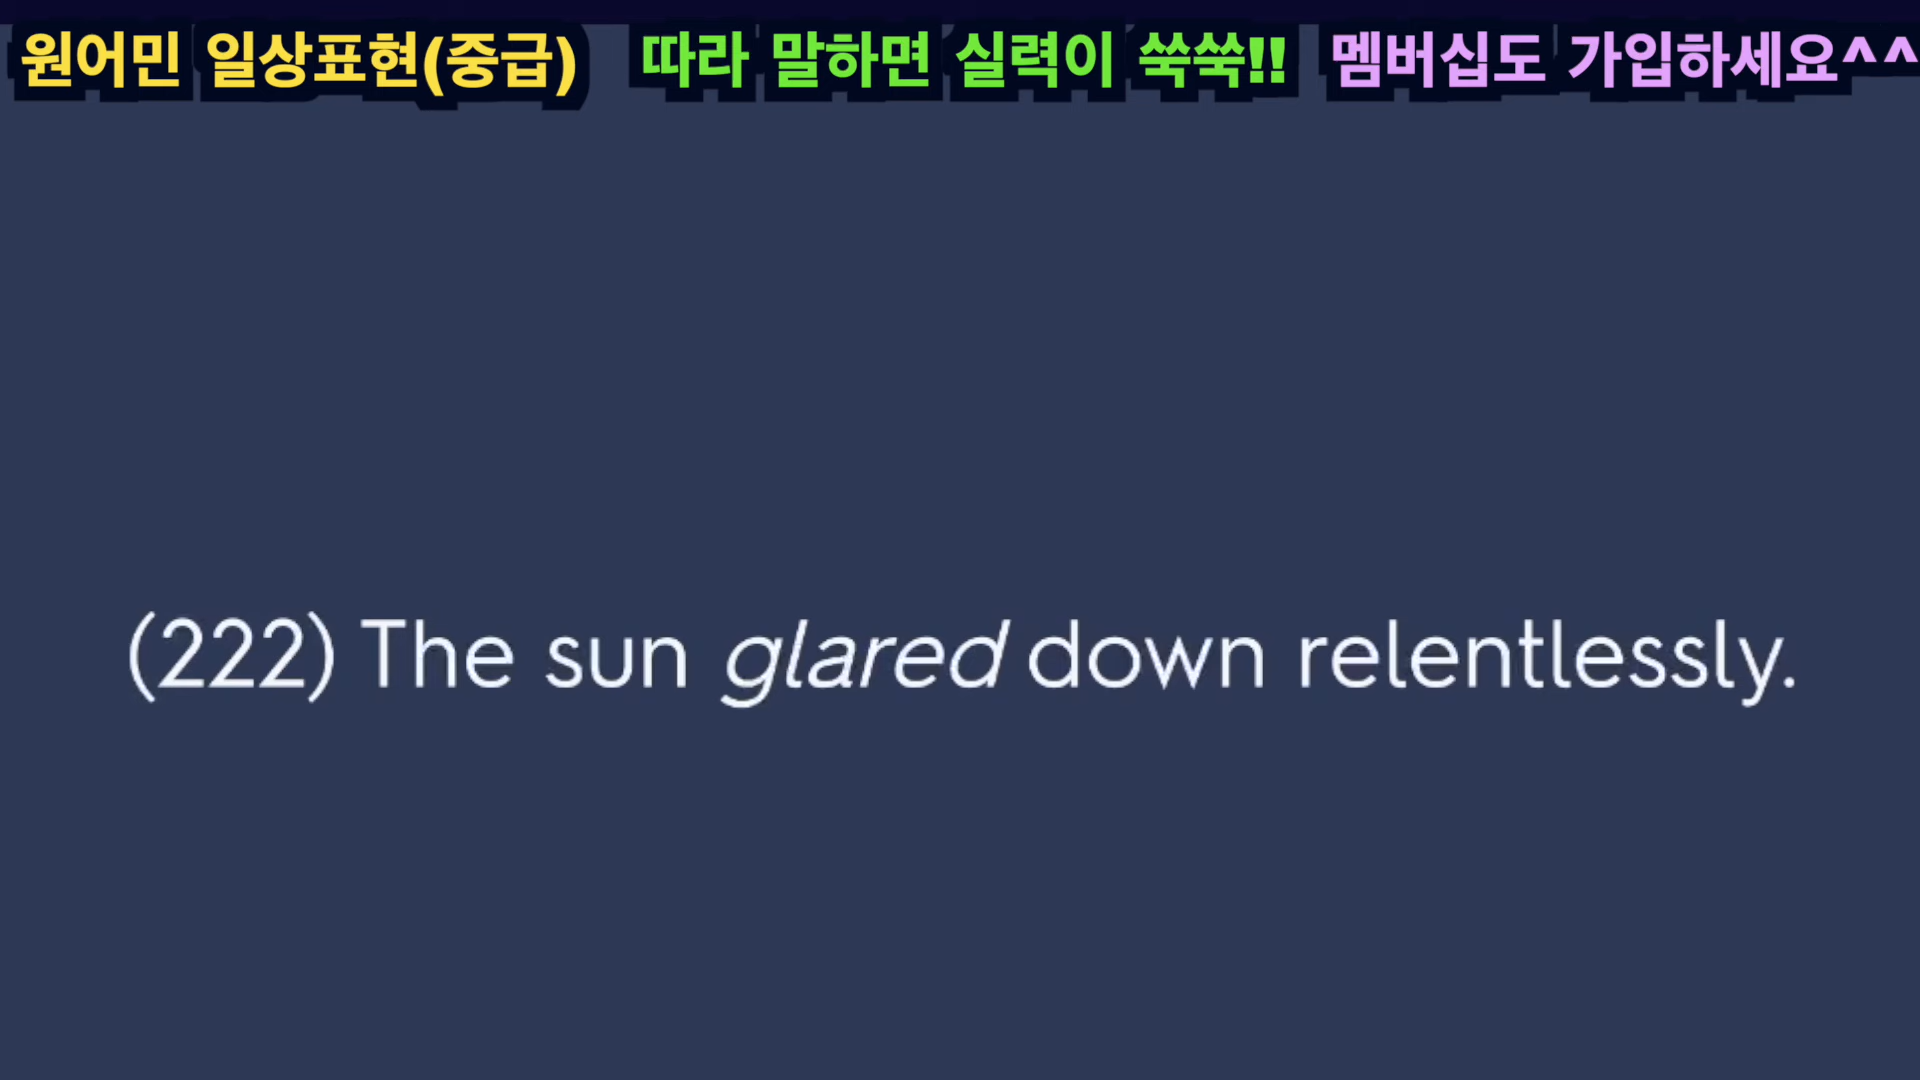 원어민 일상표현(중급) 따라 말하면 실력이 쑥쑥!! 멤버십도 가입하세요^^
(222) The sun glared down relentlessly.